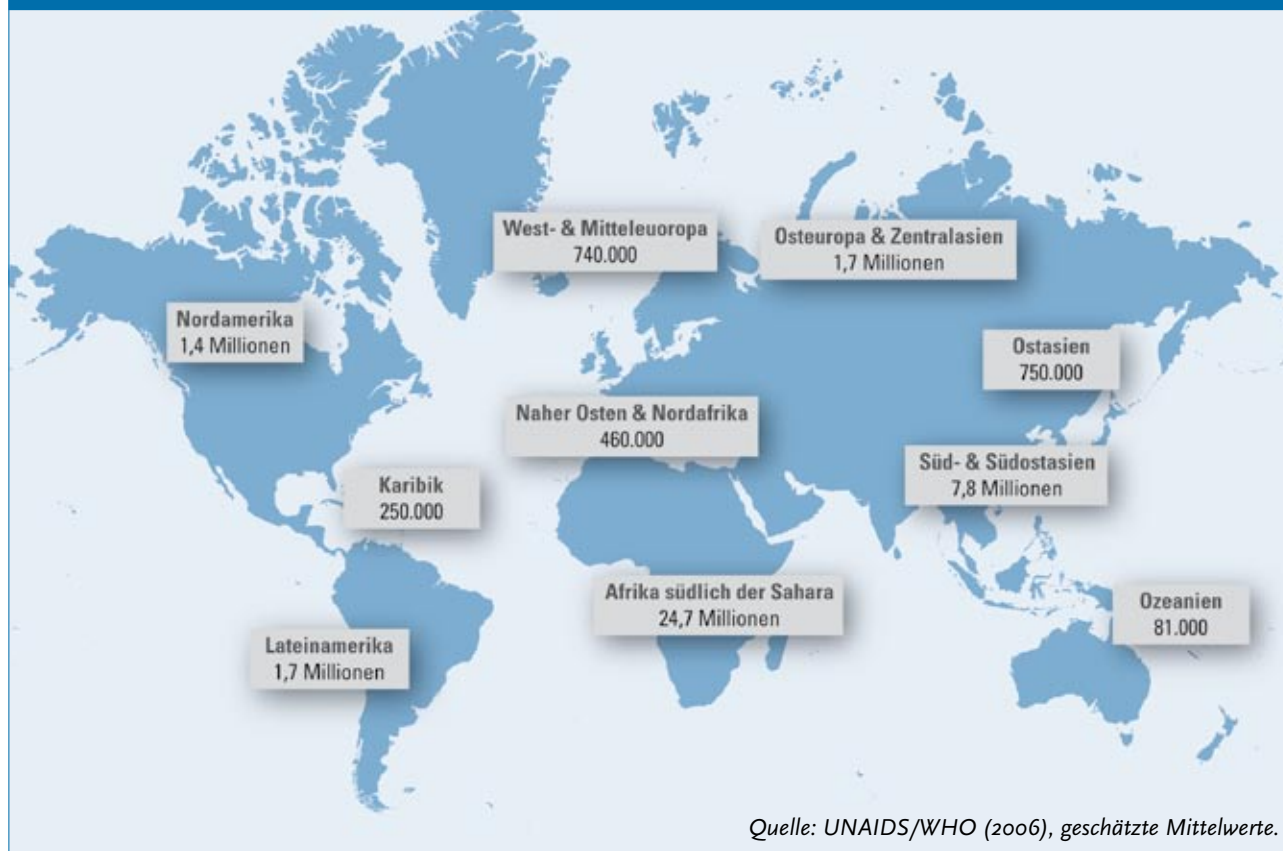 West- & Mitteleuoropa
740.000
Osteuropa & Zentralasien
1,7 Millionen
Nordamerika
1,4 Millionen
Ostasien
750.000
Naher Osten & Nordafrika
460.000
Süd- & Südostasien
7,8 Millionen
Karibik
250.000
Afrika südlich der Sahara
24,7 Millionen
Ozeanien
81.000
Lateinamerika
1,7 Millionen
Quelle: UNAIDS/WHO (2006), geschätzte Mittelwerte.